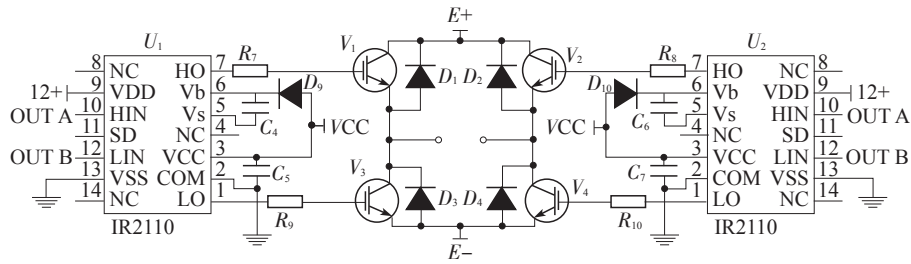 E+
U₁
U₂
V₁
V₂
R₇
R₈
8 NC HO 7
7 HO NC 8
D₉
D₁
D₂
D₁₀
12+ 9 VDD Vb 6
6 Vb VDD 9 12+
OUT A 10 HIN Vs 5
5 Vs HIN 10 OUT A
C₄
C₆
11 SD NC 4
4 NC SD 11
VCC
VCC
OUT B 12 LIN VCC 3
3 VCC LIN 12 OUT B
13 VSS COM 2
2 COM VSS 13
C₅
C₇
V₃
V₄
14 NC LO 1
1 LO NC 14
D₃
D₄
R₉
R₁₀
IR2110
IR2110
E−